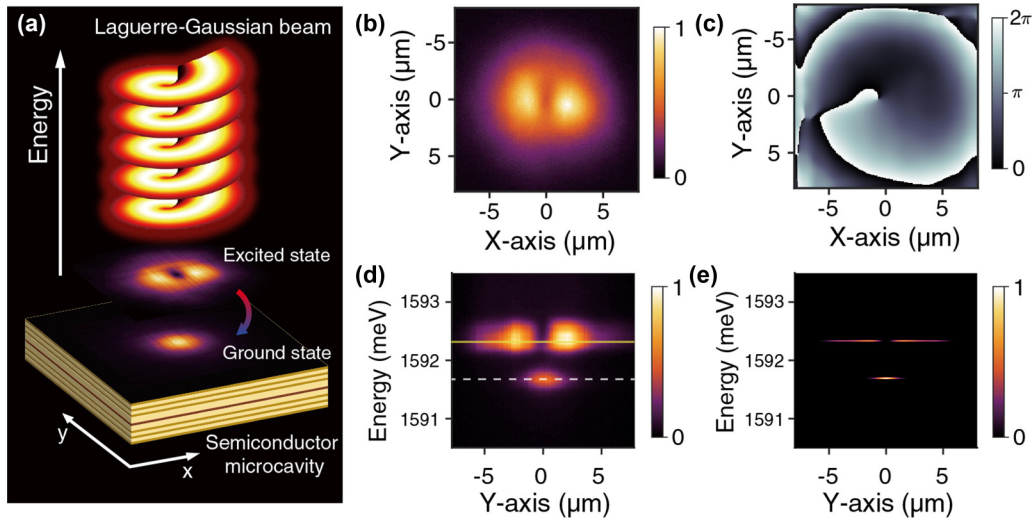 (a)
Laguerre-Gaussian beam
Energy
Excited state
Ground state
y
x
Semiconductor
microcavity
(b)
-5
0
5
Y-axis (μm)
-5 0 5
X-axis (μm)
1
0
(c)
-5
0
5
Y-axis (μm)
-5 0 5
X-axis (μm)
2π
π
0
(d)
1593
1592
1591
Energy (meV)
-5 0 5
Y-axis (μm)
1
0
(e)
1593
1592
1591
Energy (meV)
-5 0 5
Y-axis (μm)
1
0